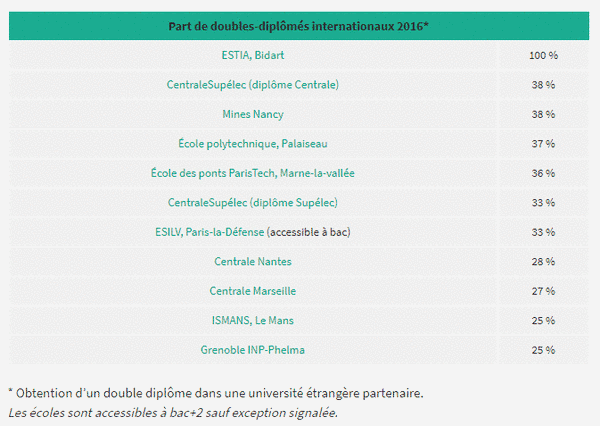 Part de doubles-diplômés internationaux 2016*
ESTIA, Bidart 100 %
CentraleSupélec (diplôme Centrale) 38 %
Mines Nancy 38 %
École polytechnique, Palaiseau 37 %
École des ponts ParisTech, Marne-la-vallée 36 %
CentraleSupélec (diplôme Supélec) 33 %
ESILV, Paris-la-Défense (accessible à bac) 33 %
Centrale Nantes 28 %
Centrale Marseille 27 %
ISMANS, Le Mans 25 %
Grenoble INP-Phelma 25 %
* Obtention d'un double diplôme dans une université étrangère partenaire.
Les écoles sont accessibles à bac+2 sauf exception signalée.